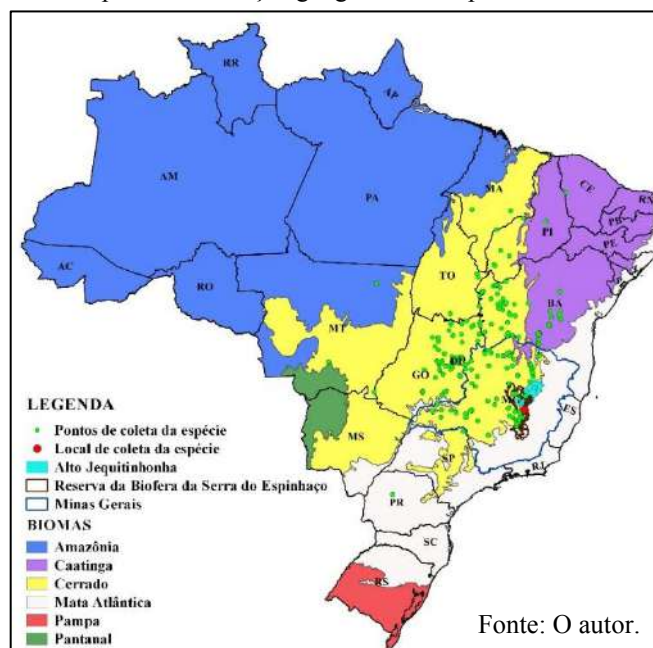 RR
AP
AM
PA
MA
CE
RN
PI
PB
PE
AC
RO
TO
BA
MT
GO
DF
MS
ES
SP
RJ
PR
SC
RS
LEGENDA
Pontos de coleta da espécie
Local de coleta da espécie
Alto Jequitinhonha
Reserva da Biofera da Serra do Espinhaço
Minas Gerais
BIOMAS
Amazônia
Caatinga
Cerrado
Mata Atlântica
Pampa
Pantanal
Fonte: O autor.